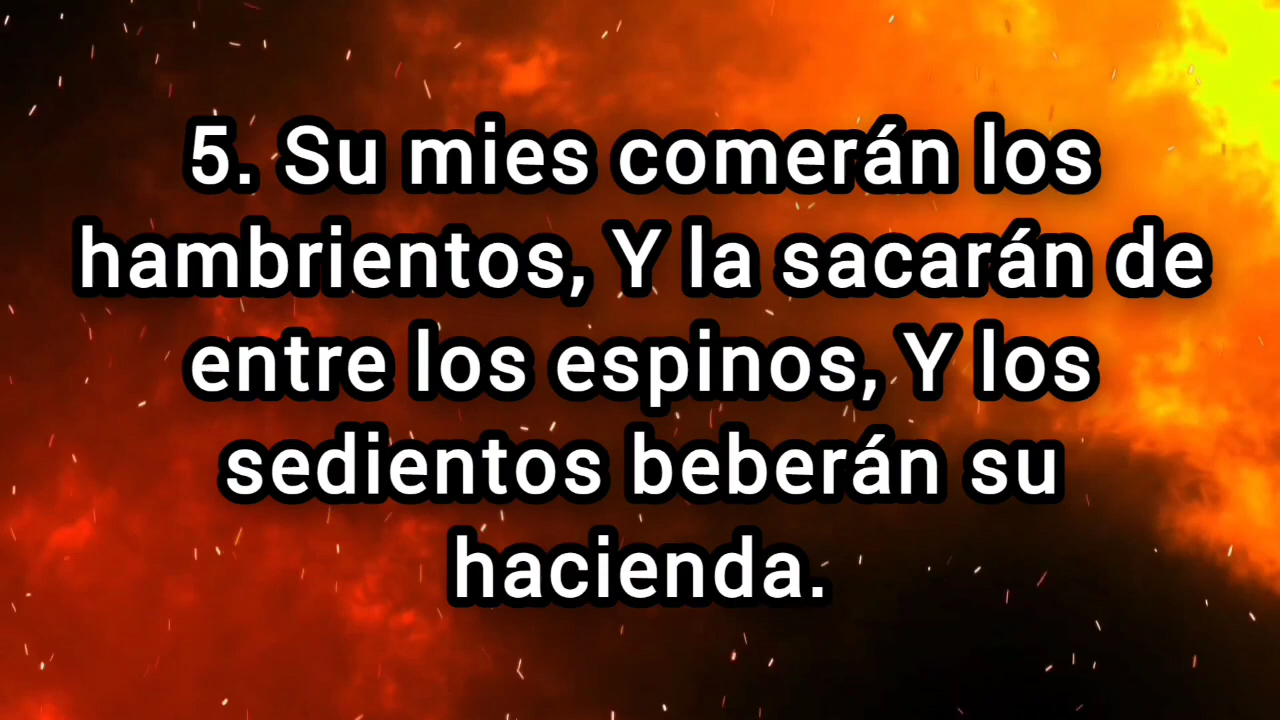 5. Su mies comerán los
hambrientos, Y la sacarán de
entre los espinos, Y los
sedientos beberán su
hacienda.